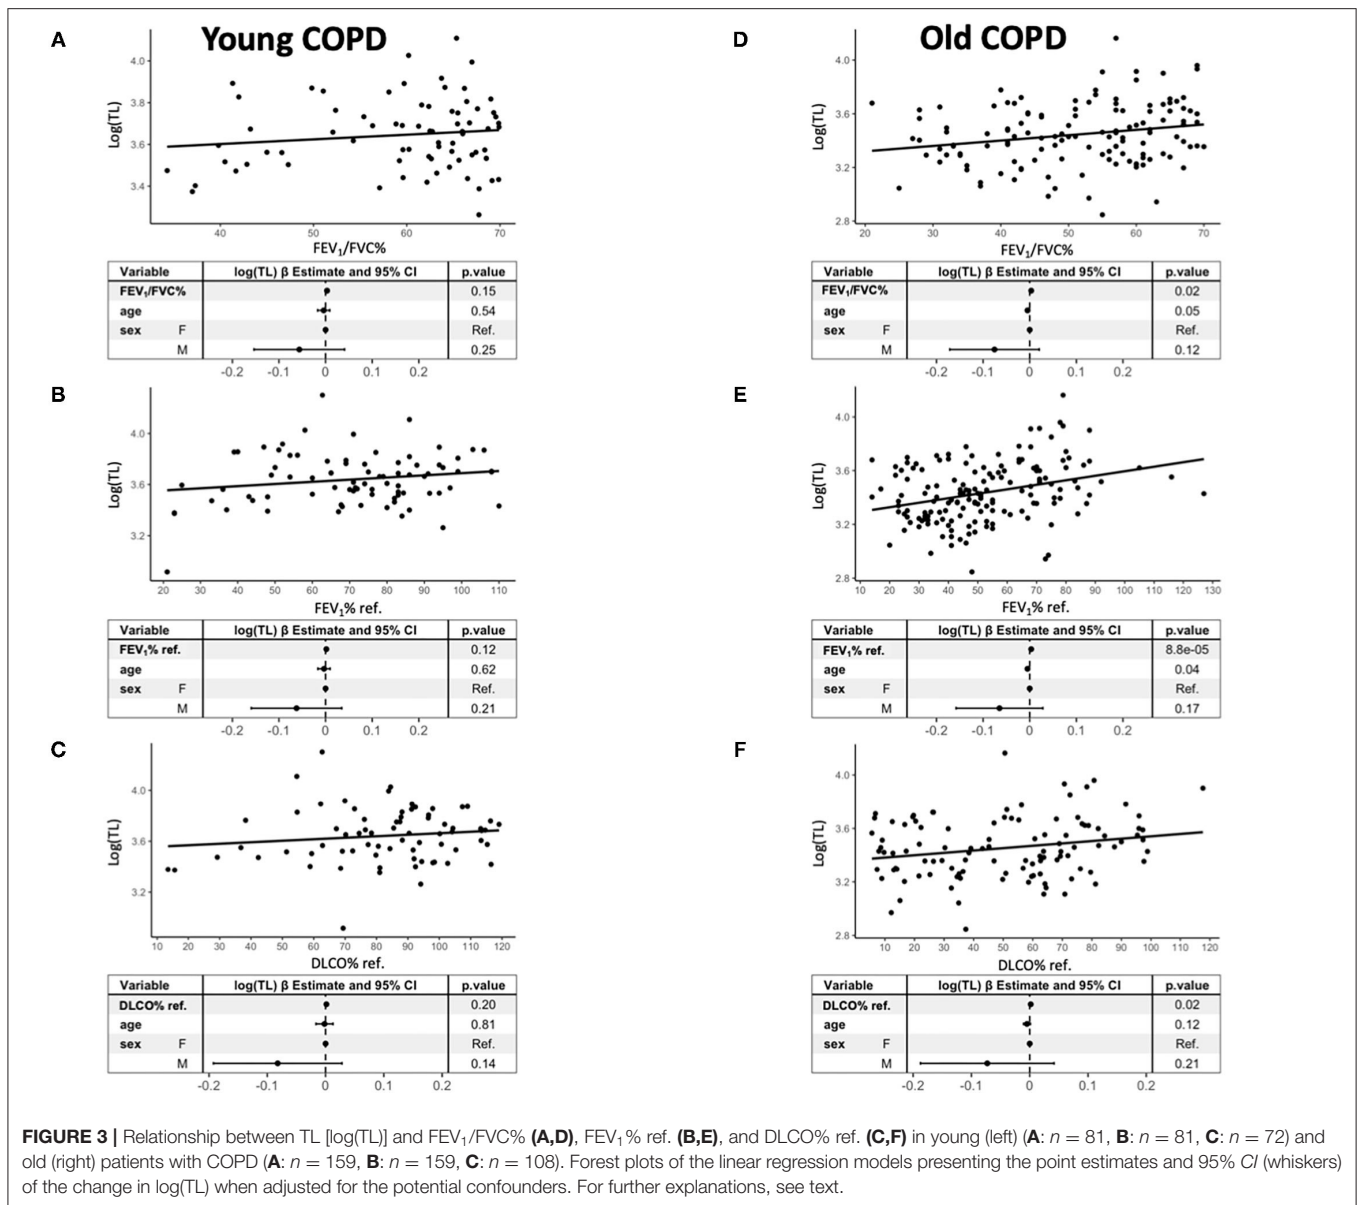 A
Young COPD
4.0
3.8
3.6
3.4
Log(TL)
40 50 60 70
FEV₁/FVC%
Variable log(TL) β Estimate and 95% CI p.value
FEV₁/FVC% 0.15
age 0.54
sex F Ref.
M 0.25
-0.2 -0.1 0 0.1 0.2
B
4.0
3.6
3.2
Log(TL)
20 30 40 50 60 70 80 90 100 110
FEV₁% ref.
Variable log(TL) β Estimate and 95% CI p.value
FEV₁% ref. 0.12
age 0.62
sex F Ref.
M 0.21
-0.2 -0.1 0 0.1 0.2
C
4.0
3.6
3.2
Log(TL)
10 20 30 40 50 60 70 80 90 100 110 120
DLCO% ref.
Variable log(TL) β Estimate and 95% CI p.value
DLCO% ref. 0.20
age 0.81
sex F Ref.
M 0.14
-0.2 -0.1 0 0.1 0.2
D
Old COPD
4.0
3.6
3.2
2.8
Log(TL)
20 30 40 50 60 70
FEV₁/FVC%
Variable log(TL) β Estimate and 95% CI p.value
FEV₁/FVC% 0.02
age 0.05
sex F Ref.
M 0.12
-0.2 -0.1 0 0.1 0.2
E
4.0
3.6
3.2
2.8
Log(TL)
10 20 30 40 50 60 70 80 90 100 110 120 130
FEV₁% ref.
Variable log(TL) β Estimate and 95% CI p.value
FEV₁% ref. 8.8e-05
age 0.04
sex F Ref.
M 0.17
-0.2 -0.1 0 0.1 0.2
F
4.0
3.6
3.2
2.8
Log(TL)
10 20 30 40 50 60 70 80 90 100 110 120
DLCO% ref.
Variable log(TL) β Estimate and 95% CI p.value
DLCO% ref. 0.02
age 0.12
sex F Ref.
M 0.21
-0.2 -0.1 0 0.1 0.2
FIGURE 3 | Relationship between TL [log(TL)] and FEV₁/FVC% (A,D), FEV₁% ref. (B,E), and DLCO% ref. (C,F) in young (left) (A: n = 81, B: n = 81, C: n = 72) and
old (right) patients with COPD (A: n = 159, B: n = 159, C: n = 108). Forest plots of the linear regression models presenting the point estimates and 95% CI (whiskers)
of the change in log(TL) when adjusted for the potential confounders. For further explanations, see text.